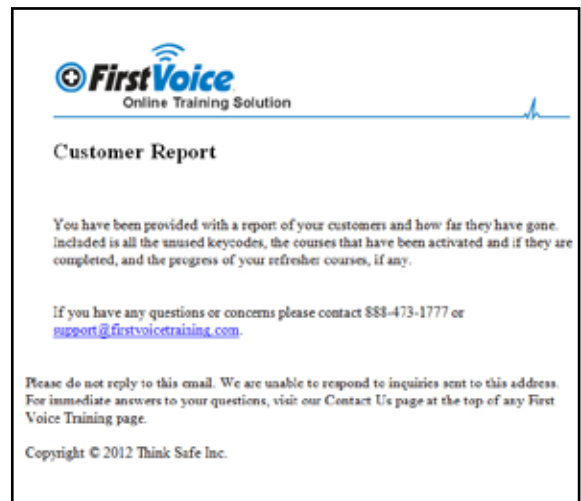 FirstVoice
Online Training Solution
Customer Report
You have been provided with a report of your customers and how far they have gone.
Included is all the unused keycodes, the courses that have been activated and if they are
completed, and the progress of your refresher courses, if any.
If you have any questions or concerns please contact 888-473-1777 or
support@firstvoicetraining.com.
Please do not reply to this email. We are unable to respond to inquiries sent to this address.
For immediate answers to your questions, visit our Contact Us page at the top of any First
Voice Training page.
Copyright © 2012 Think Safe Inc.